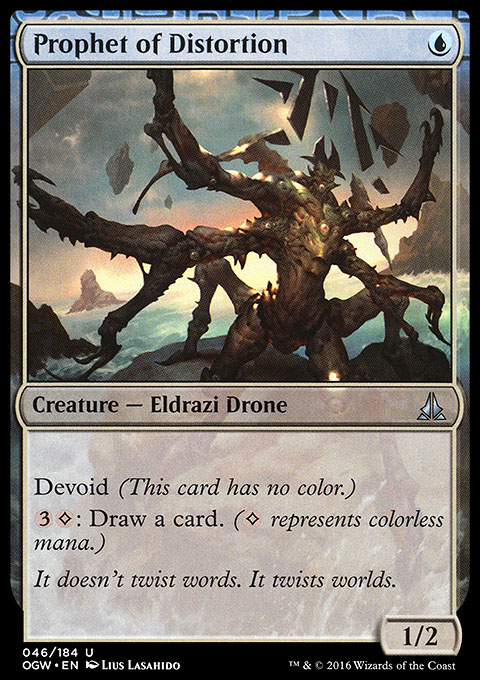 Prophet of Distortion
Creature — Eldrazi Drone
Devoid (This card has no color.)
3◇: Draw a card. (◇ represents colorless
mana.)
It doesn't twist words. It twists worlds.
1/2
046/184 U
OGW • EN Lius Lasahido
™ & © 2016 Wizards of the Coast